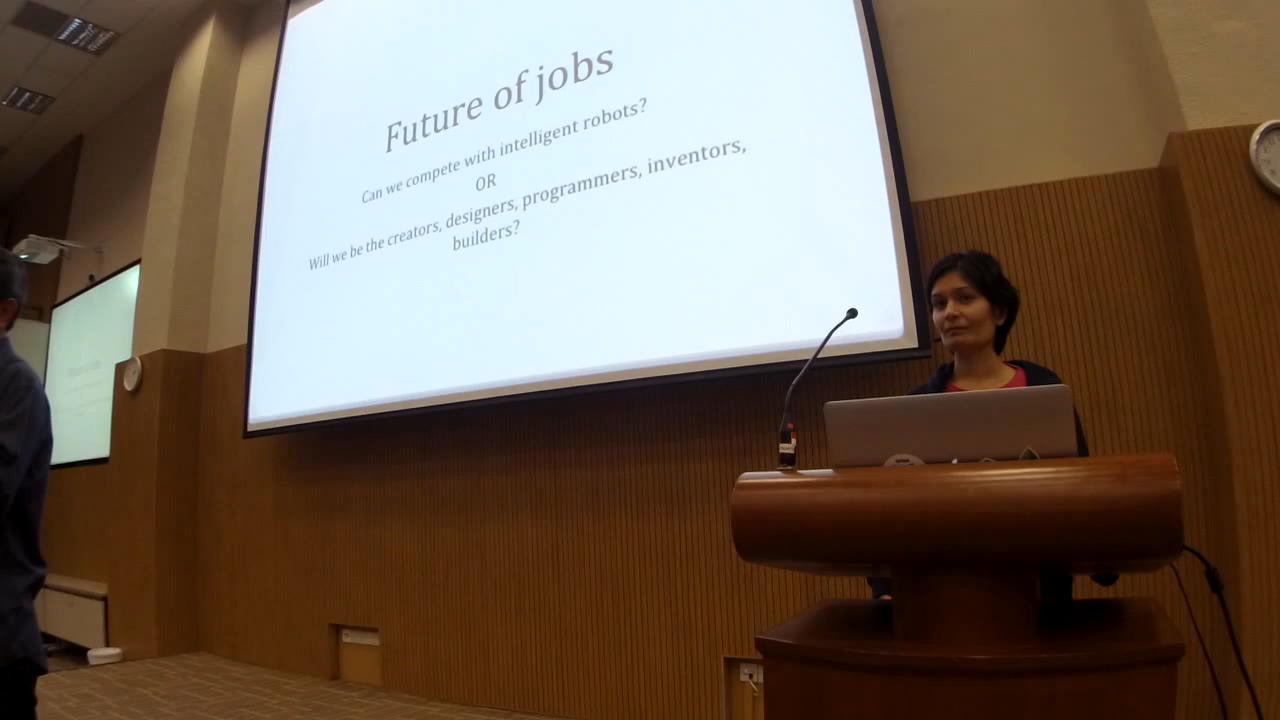 Future of jobs
Can we compete with intelligent robots?
OR
Will we be the creators, designers, programmers, inventors,
builders?